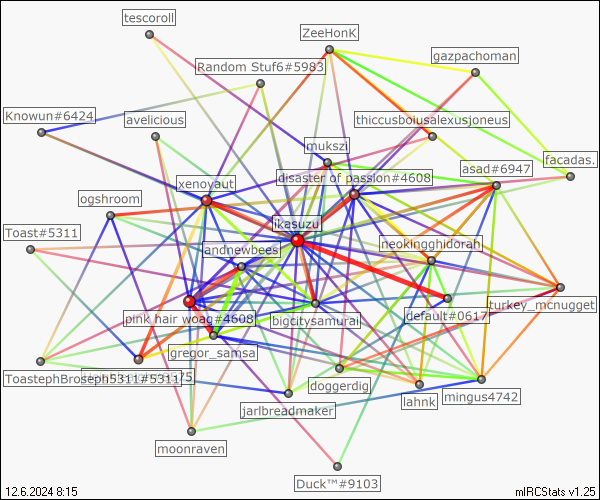 tescoroll
ZeeHonK
gazpachoman
Random Stuf6#5983
Knowun#6424
avelicious
thiccusboiusalexusjoneus
mukszi
facadas.
asad#6947
disaster of passion#4608
xenoyaut
ogshroom
Toast#5311
ikesuzu
andnewbees
neokingghidorah
turkey_mcnugget
pink hair woag#4608
bigcitysamurai
default#0617
gregor_samsa
ToastephBroseph5311#5311
doggerdig
lahnk
mingus4742
jarlbreadmaker
moonraven
Duck™#9103
12.6.2024 8:15
mIRCStats v1.25